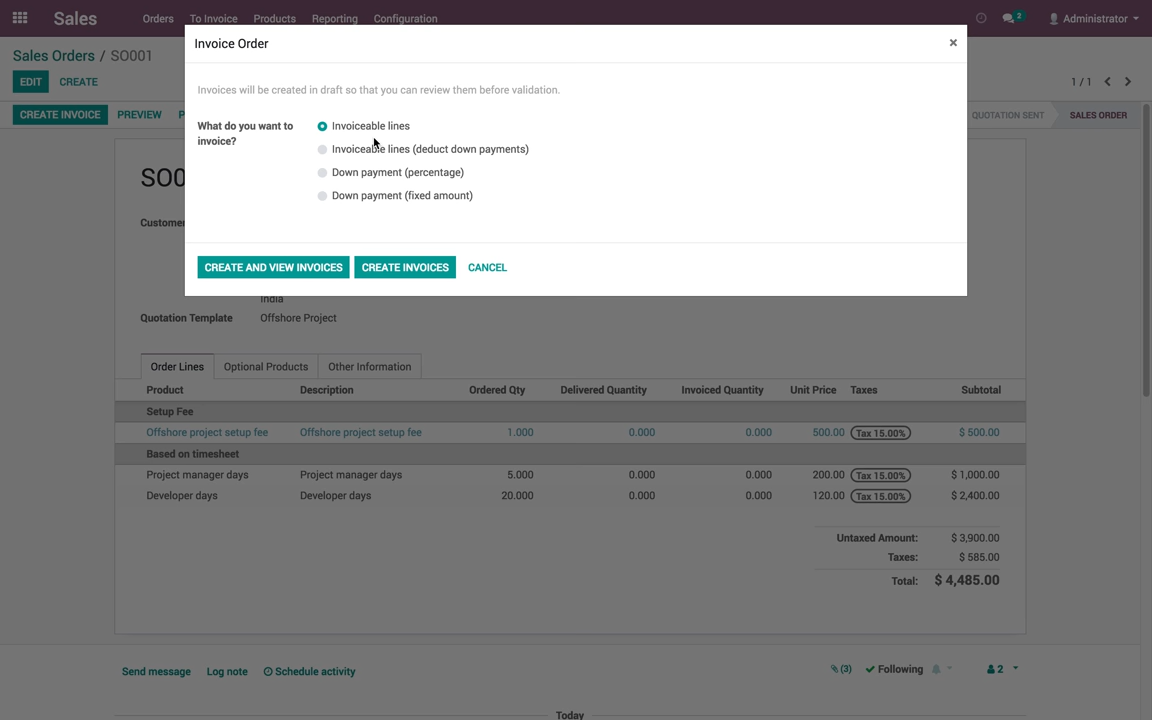 Sales Orders To Invoice Products Reporting Configuration 2 Administrator
Sales Orders / SO001
EDIT CREATE 1 / 1
CREATE INVOICE PREVIEW P QUOTATION SENT SALES ORDER
Invoice Order ×
Invoices will be created in draft so that you can review them before validation.
What do you want to invoice?
Invoiceable lines
Invoiceable lines (deduct down payments)
Down payment (percentage)
Down payment (fixed amount)
CREATE AND VIEW INVOICES CREATE INVOICES CANCEL
SO0
Customer
India
Quotation Template Offshore Project
Order Lines Optional Products Other Information
Product Description Ordered Qty Delivered Quantity Invoiced Quantity Unit Price Taxes Subtotal
Setup Fee
Offshore project setup fee Offshore project setup fee 1.000 0.000 0.000 500.00 Tax 15.00% $ 500.00
Based on timesheet
Project manager days Project manager days 5.000 0.000 0.000 200.00 Tax 15.00% $ 1,000.00
Developer days Developer days 20.000 0.000 0.000 120.00 Tax 15.00% $ 2,400.00
Untaxed Amount: $ 3,900.00
Taxes: $ 585.00
Total: $ 4,485.00
Send message Log note Schedule activity (3) Following 2
Today